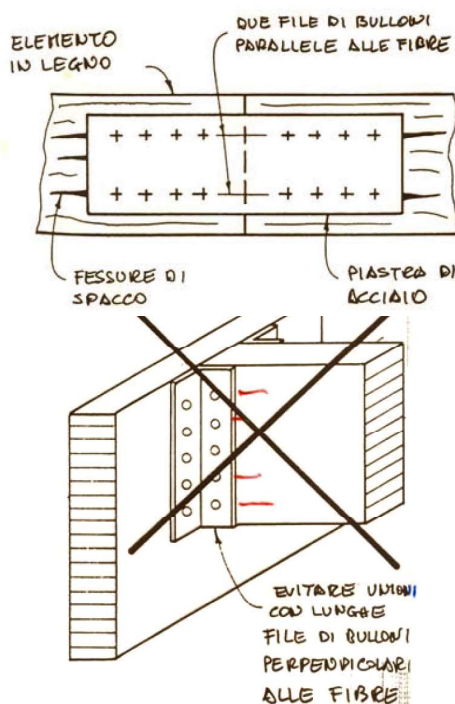 ELEMENTO
IN LEGNO
DUE FILE DI BULLONI
PARALLELE ALLE FIBRE
FESSURE DI
SPACCO
PIASTRA DI
ACCIAIO
EVITARE UNIONI
CON LUNGHE
FILE DI BULLONI
PERPENDICOLARI
ALLE FIBRE